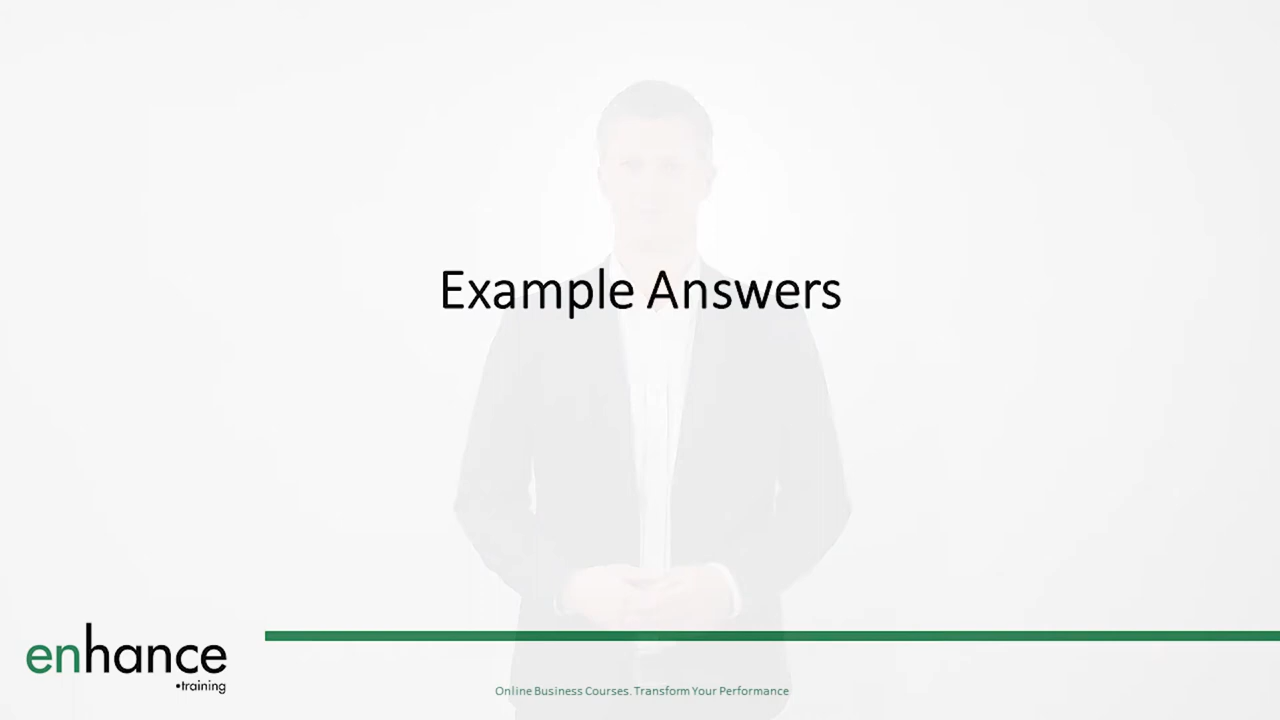 Example Answers
enhance
•training
Online Business Courses. Transform Your Performance